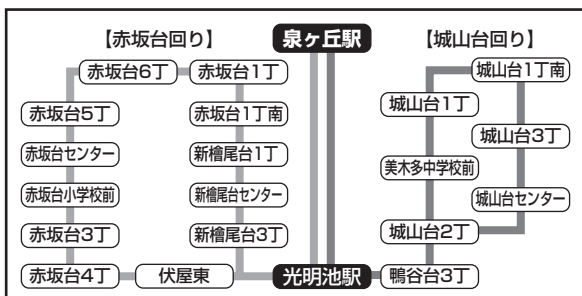 【赤坂台回り】
泉ヶ丘駅
【城山台回り】
赤坂台6丁
赤坂台1丁
城山台1丁南
赤坂台5丁
赤坂台1丁南
城山台1丁
赤坂台センター
新檜尾台1丁
城山台3丁
赤坂台小学校前
新檜尾台センター
美木多中学校前
城山台センター
赤坂台3丁
新檜尾台3丁
城山台2丁
赤坂台4丁
伏屋東
光明池駅
鴨谷台3丁